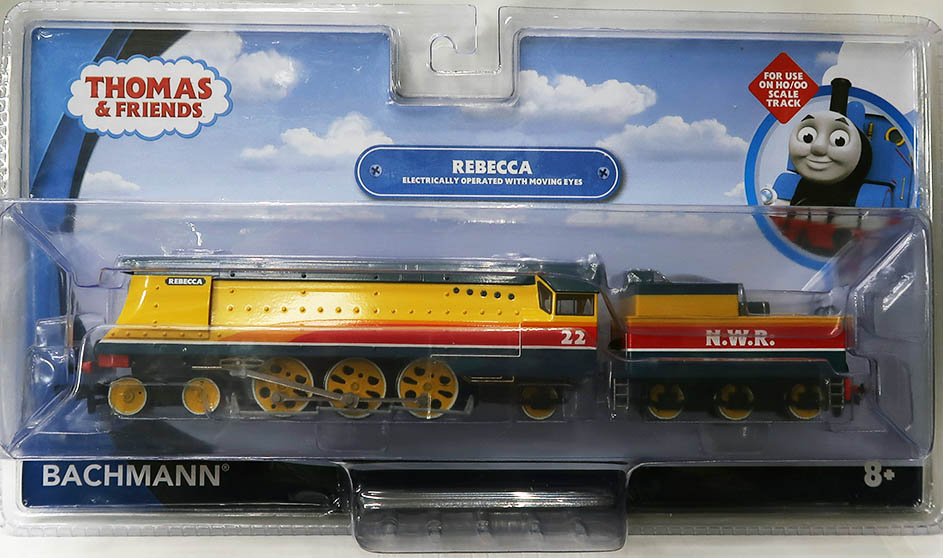 THOMAS
& FRIENDS
FOR USE
ON HO/OO
SCALE
TRACK
REBECCA
ELECTRICALLY OPERATED WITH MOVING EYES
REBECCA
22
N.W.R.
BACHMANN®
8+